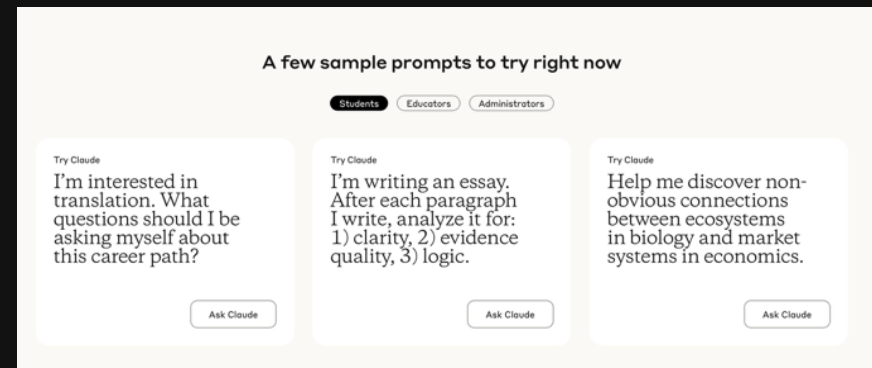 A few sample prompts to try right now
Students
Educators
Administrators
Try Claude
I'm interested in
translation. What
questions should I be
asking myself about
this career path?
Ask Claude
Try Claude
I'm writing an essay.
After each paragraph
I write, analyze it for:
1) clarity, 2) evidence
quality, 3) logic.
Ask Claude
Try Claude
Help me discover non-
obvious connections
between ecosystems
in biology and market
systems in economics.
Ask Claude